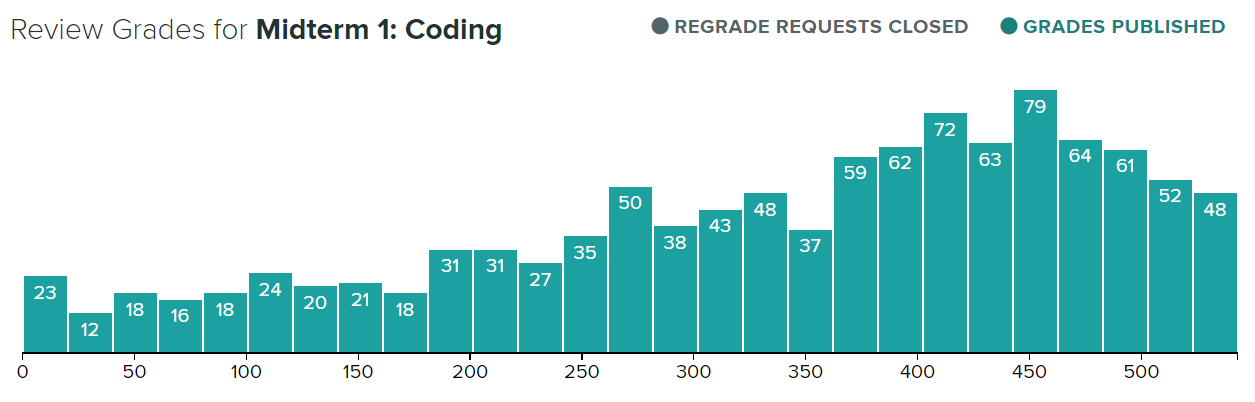 Review Grades for Midterm 1: Coding
REGRADE REQUESTS CLOSED
GRADES PUBLISHED
23 12 18 16 18 24 20 21 18 31 31 27 35 50 38 43 48 37 59 62 72 63 79 64 61 52 48
0 50 100 150 200 250 300 350 400 450 500